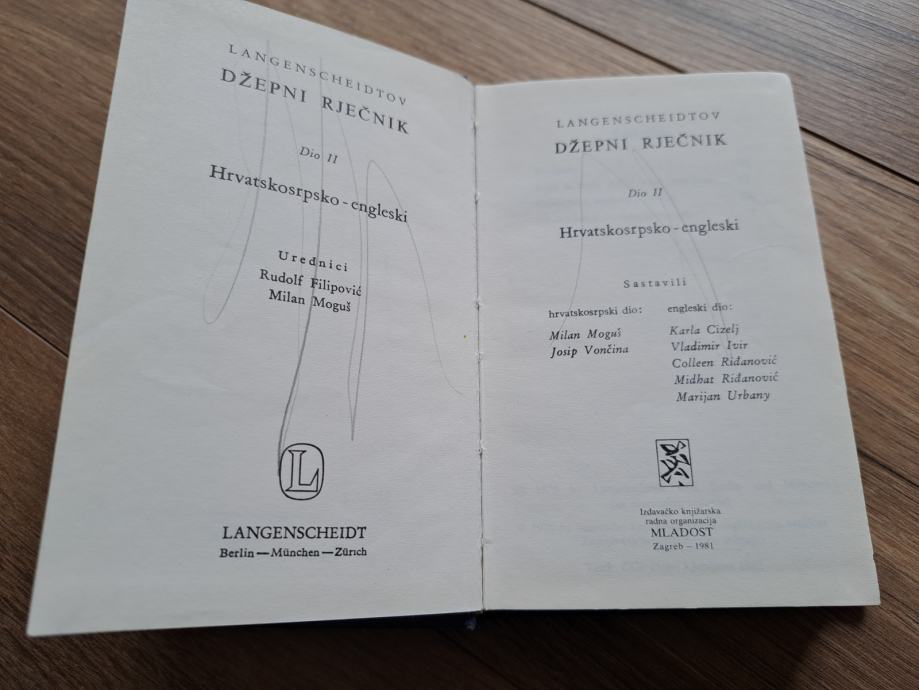 LANGENSCHEIDTOV
DŽEPNI RJEČNIK
Dio II
Hrvatskosrpsko - engleski
Urednici
Rudolf Filipović
Milan Moguš
L
LANGENSCHEIDT
Berlin — München — Zürich
LANGENSCHEIDTOV
DŽEPNI RJEČNIK
Dio II
Hrvatskosrpsko - engleski
Sastavili
hrvatskosrpski dio:
Milan Moguš
Josip Vončina
engleski dio:
Karla Cizelj
Vladimir Ivir
Colleen Riđanović
Midhat Riđanović
Marijan Urbany
Izdavačko knjižarska
radna organizacija
MLADOST
Zagreb – 1981